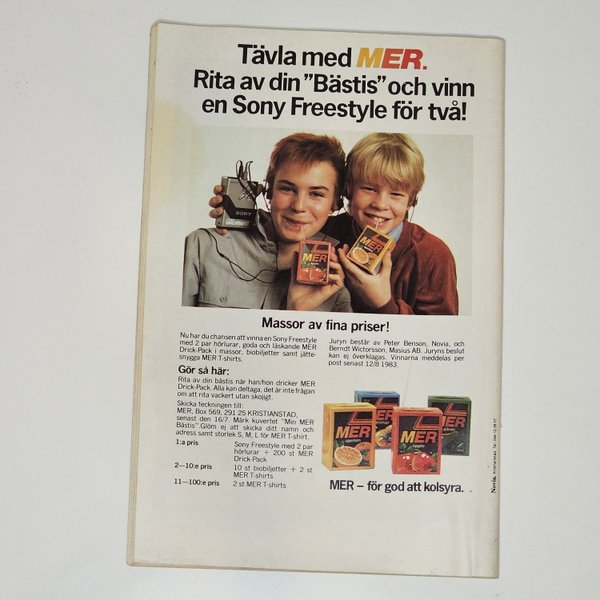 Tävla med MER.
Rita av din "Bästis" och vinn
en Sony Freestyle för två!
SONY
MER
MER
Massor av fina priser!
Nu har du chansen att vinna en Sony Freestyle
med 2 par hörlurar, goda och läskande MER
Drick-Pack i massor, biobiljetter samt jätte-
snygga MER T-shirts.
Gör så här:
Rita av din bästis när han/hon dricker MER
Drick-Pack. Alla kan deltaga, det är inte frågan
om att rita vackert utan skojigt.
Skicka teckningen till:
MER, Box 569, 291 25 KRISTIANSTAD,
senast den 16/7. Märk kuvertet "Min MER
Bästis". Glöm ej att skicka ditt namn och
adress samt storlek S, M, L för MER T-shirt.
1:a pris Sony Freestyle med 2 par
hörlurar + 200 st MER
Drick-Pack
2–10:e pris 10 st biobiljetter + 2 st
MER T-shirts
11–100:e pris 2 st MER T-shirts
Juryn består av Peter Benson, Novia, och
Berndt Wictorsson, Masius AB. Juryns beslut
kan ej överklagas. Vinnarna meddelas per
post senast 12/8 1983.
MER
apelsin
MER
äpple
MER – för god att kolsyra.
Novia, Kristianstad.